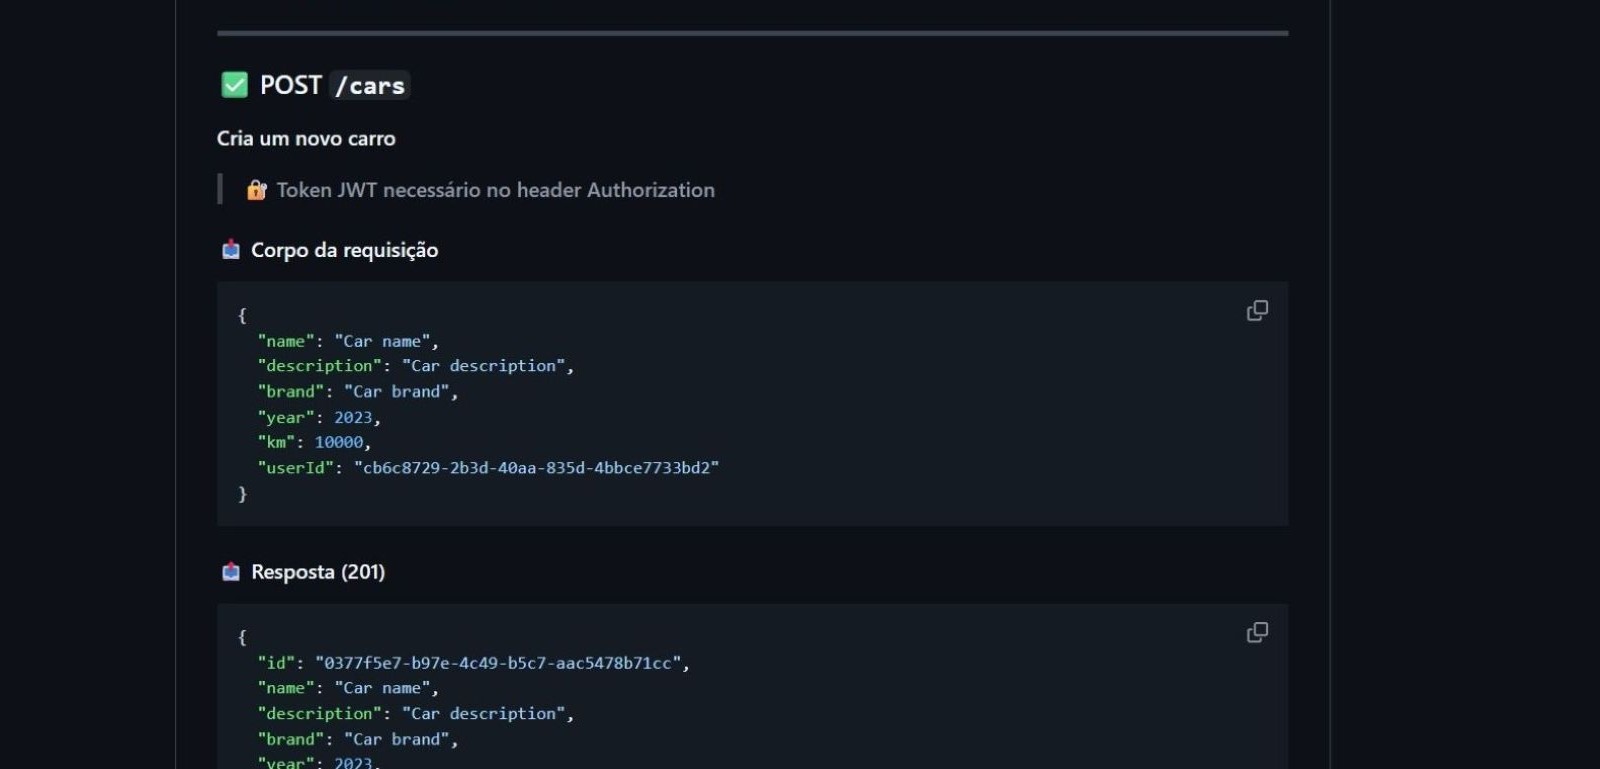 POST /cars
Cria um novo carro
Token JWT necessário no header Authorization
Corpo da requisição
{
"name": "Car name",
"description": "Car description",
"brand": "Car brand",
"year": 2023,
"km": 10000,
"userId": "cb6c8729-2b3d-40aa-835d-4bbce7733bd2"
}
Resposta (201)
{
"id": "0377f5e7-b97e-4c49-b5c7-aac5478b71cc",
"name": "Car name",
"description": "Car description",
"brand": "Car brand",
"year": 2023,